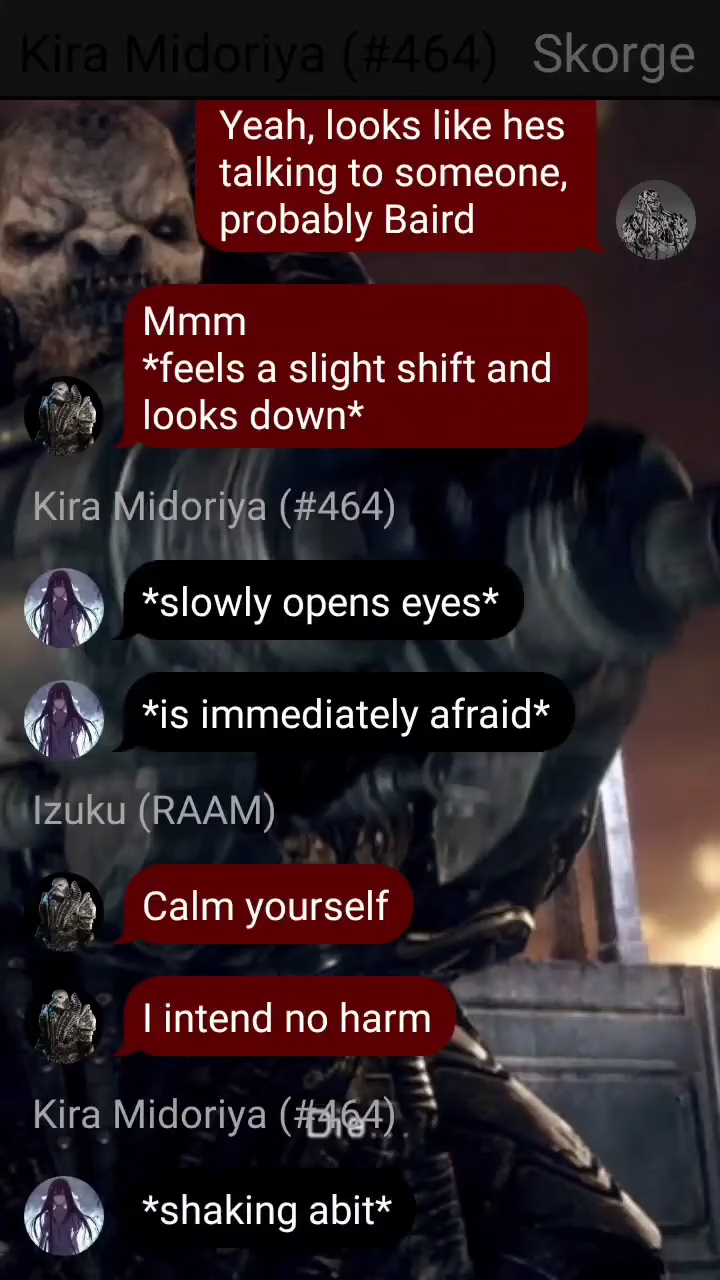 Kira Midoriya (#464) Skorge
Yeah, looks like hes
talking to someone,
probably Baird
Mmm
*feels a slight shift and
looks down*
Kira Midoriya (#464)
*slowly opens eyes*
*is immediately afraid*
Izuku (RAAM)
Calm yourself
I intend no harm
Kira Midoriya (#464)
Die...
*shaking abit*